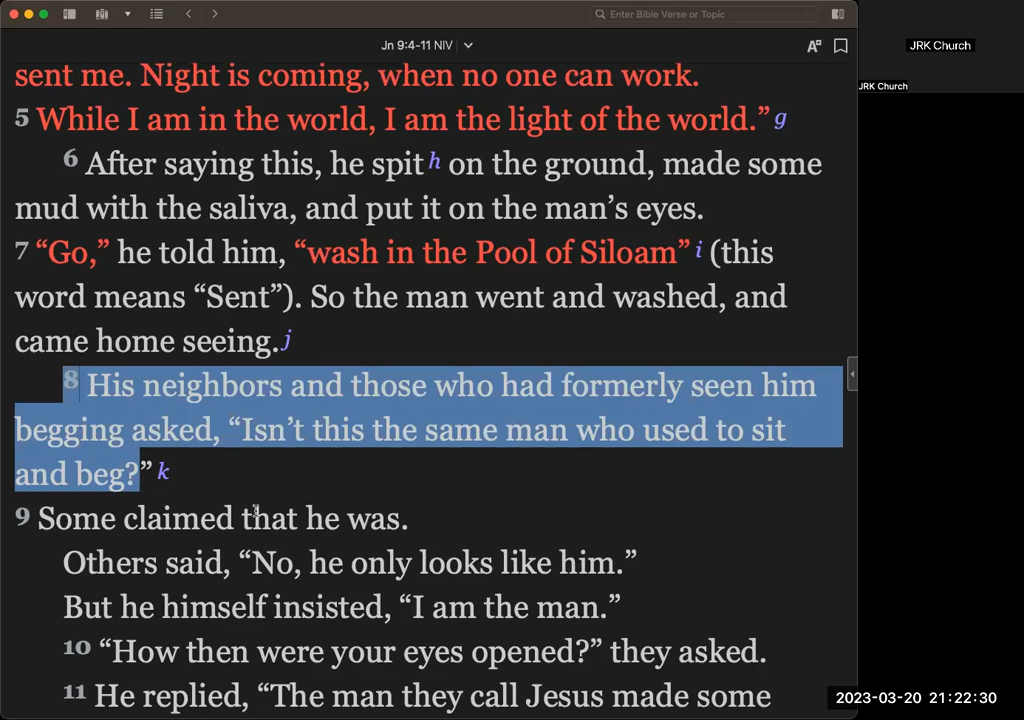 Enter Bible Verse or Topic
Jn 9:4-11 NIV
JRK Church
JRK Church
sent me. Night is coming, when no one can work.
5 While I am in the world, I am the light of the world.” g
6 After saying this, he spit h on the ground, made some
mud with the saliva, and put it on the man’s eyes.
7 “Go,” he told him, “wash in the Pool of Siloam” i (this
word means “Sent”). So the man went and washed, and
came home seeing. j
8 His neighbors and those who had formerly seen him
begging asked, “Isn’t this the same man who used to sit
and beg?” k
9 Some claimed that he was.
Others said, “No, he only looks like him.”
But he himself insisted, “I am the man.”
10 “How then were your eyes opened?” they asked.
11 He replied, “The man they call Jesus made some
2023-03-20 21:22:30